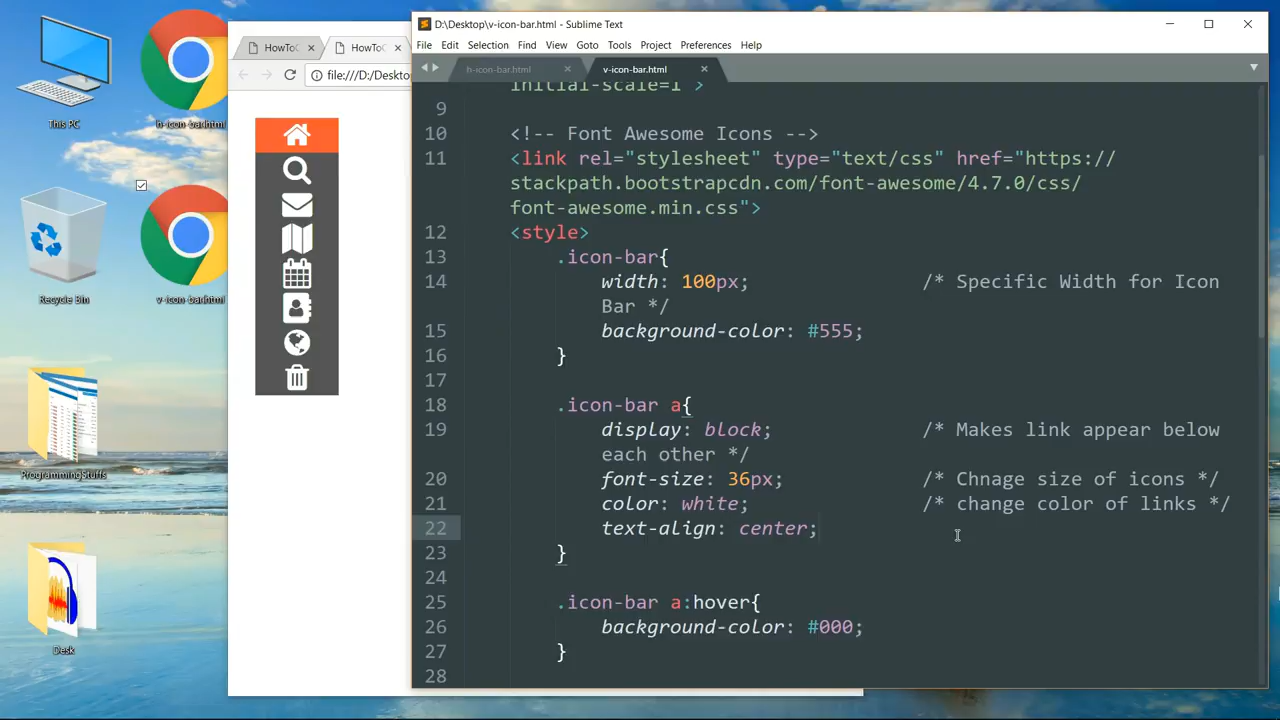 This PC
h-icon-bar.html
Recycle Bin
v-icon-bar.html
ProgrammingStuffs
Desk
HowToC
HowToC
file:///D:/Deskto
D:\Desktop\v-icon-bar.html - Sublime Text
File Edit Selection Find View Goto Tools Project Preferences Help
h-icon-bar.html
v-icon-bar.html
initial-scale=1">
9
10 <!-- Font Awesome Icons -->
11 <link rel="stylesheet" type="text/css" href="https://
stackpath.bootstrapcdn.com/font-awesome/4.7.0/css/
font-awesome.min.css">
12 <style>
13 .icon-bar{
14 width: 100px; /* Specific Width for Icon
Bar */
15 background-color: #555;
16 }
17
18 .icon-bar a{
19 display: block; /* Makes link appear below
each other */
20 font-size: 36px; /* Chnage size of icons */
21 color: white; /* change color of links */
22 text-align: center;
23 }
24
25 .icon-bar a:hover{
26 background-color: #000;
27 }
28